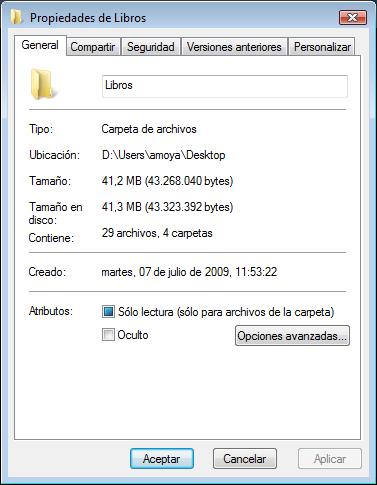 Propiedades de Libros
General Compartir Seguridad Versiones anteriores Personalizar
Libros
Tipo: Carpeta de archivos
Ubicación: D:\Users\amoya\Desktop
Tamaño: 41,2 MB (43.268.040 bytes)
Tamaño en disco: 41,3 MB (43.323.392 bytes)
Contiene: 29 archivos, 4 carpetas
Creado: martes, 07 de julio de 2009, 11:53:22
Atributos: Sólo lectura (sólo para archivos de la carpeta)
Oculto Opciones avanzadas...
Aceptar Cancelar Aplicar